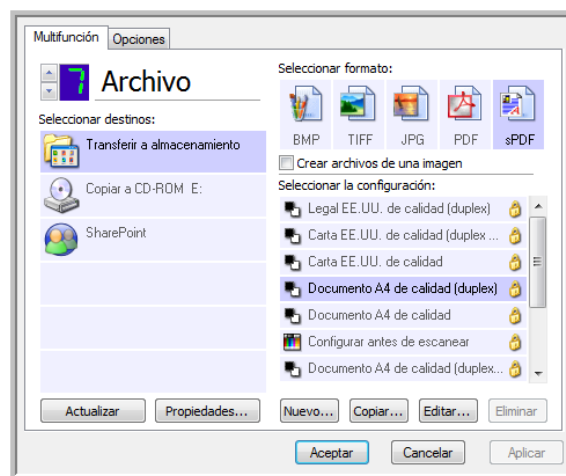 Multifunción
Opciones
7 Archivo
Seleccionar destinos:
Transferir a almacenamiento
Copiar a CD-ROM E:
SharePoint
Actualizar
Propiedades...
Seleccionar formato:
BMP TIFF JPG PDF sPDF
Crear archivos de una imagen
Seleccionar la configuración:
Legal EE.UU. de calidad (duplex)
Carta EE.UU. de calidad (duplex ...
Carta EE.UU. de calidad
Documento A4 de calidad (duplex)
Documento A4 de calidad
Configurar antes de escanear
Documento A4 de calidad (duplex...
Nuevo... Copiar... Editar... Eliminar
Aceptar Cancelar Aplicar